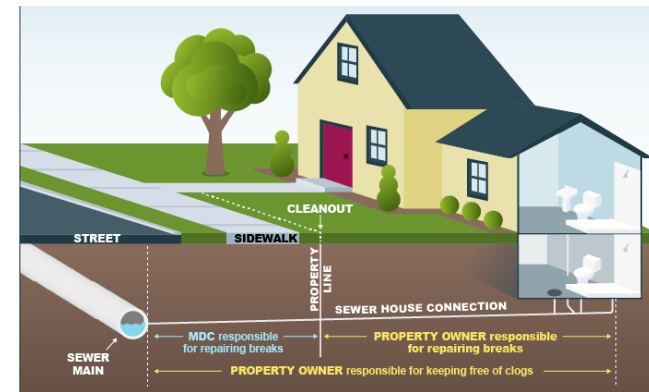 CLEANOUT
STREET
SIDEWALK
PROPERTY
LINE
SEWER HOUSE CONNECTION
SEWER
MAIN
MDC responsible
for repairing breaks
PROPERTY OWNER responsible
for repairing breaks
PROPERTY OWNER responsible for keeping free of clogs